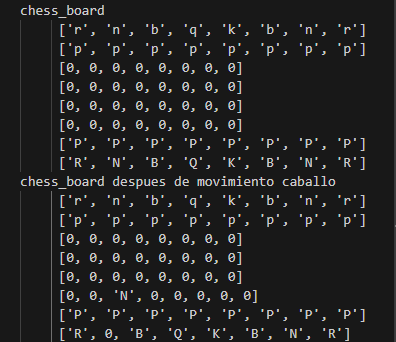 chess_board
['r', 'n', 'b', 'q', 'k', 'b', 'n', 'r']
['p', 'p', 'p', 'p', 'p', 'p', 'p', 'p']
[0, 0, 0, 0, 0, 0, 0, 0]
[0, 0, 0, 0, 0, 0, 0, 0]
[0, 0, 0, 0, 0, 0, 0, 0]
[0, 0, 0, 0, 0, 0, 0, 0]
['P', 'P', 'P', 'P', 'P', 'P', 'P', 'P']
['R', 'N', 'B', 'Q', 'K', 'B', 'N', 'R']
chess_board despues de movimiento caballo
['r', 'n', 'b', 'q', 'k', 'b', 'n', 'r']
['p', 'p', 'p', 'p', 'p', 'p', 'p', 'p']
[0, 0, 0, 0, 0, 0, 0, 0]
[0, 0, 0, 0, 0, 0, 0, 0]
[0, 0, 0, 0, 0, 0, 0, 0]
[0, 0, 'N', 0, 0, 0, 0, 0]
['P', 'P', 'P', 'P', 'P', 'P', 'P', 'P']
['R', 0, 'B', 'Q', 'K', 'B', 'N', 'R']